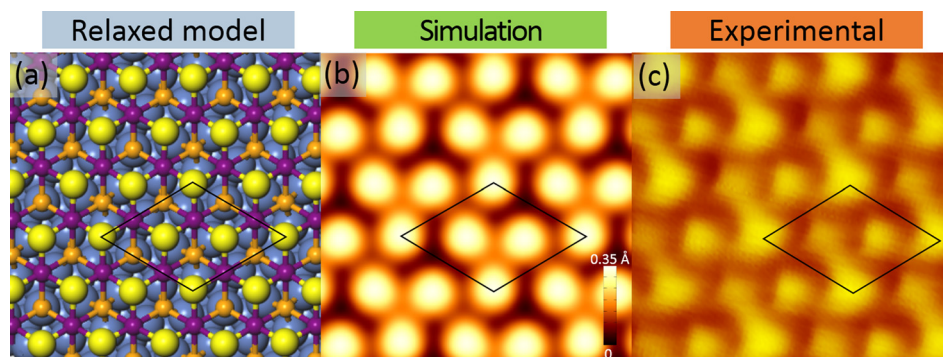 Relaxed model
Simulation
Experimental
(a)
(b)
(c)
0.35 Å
0